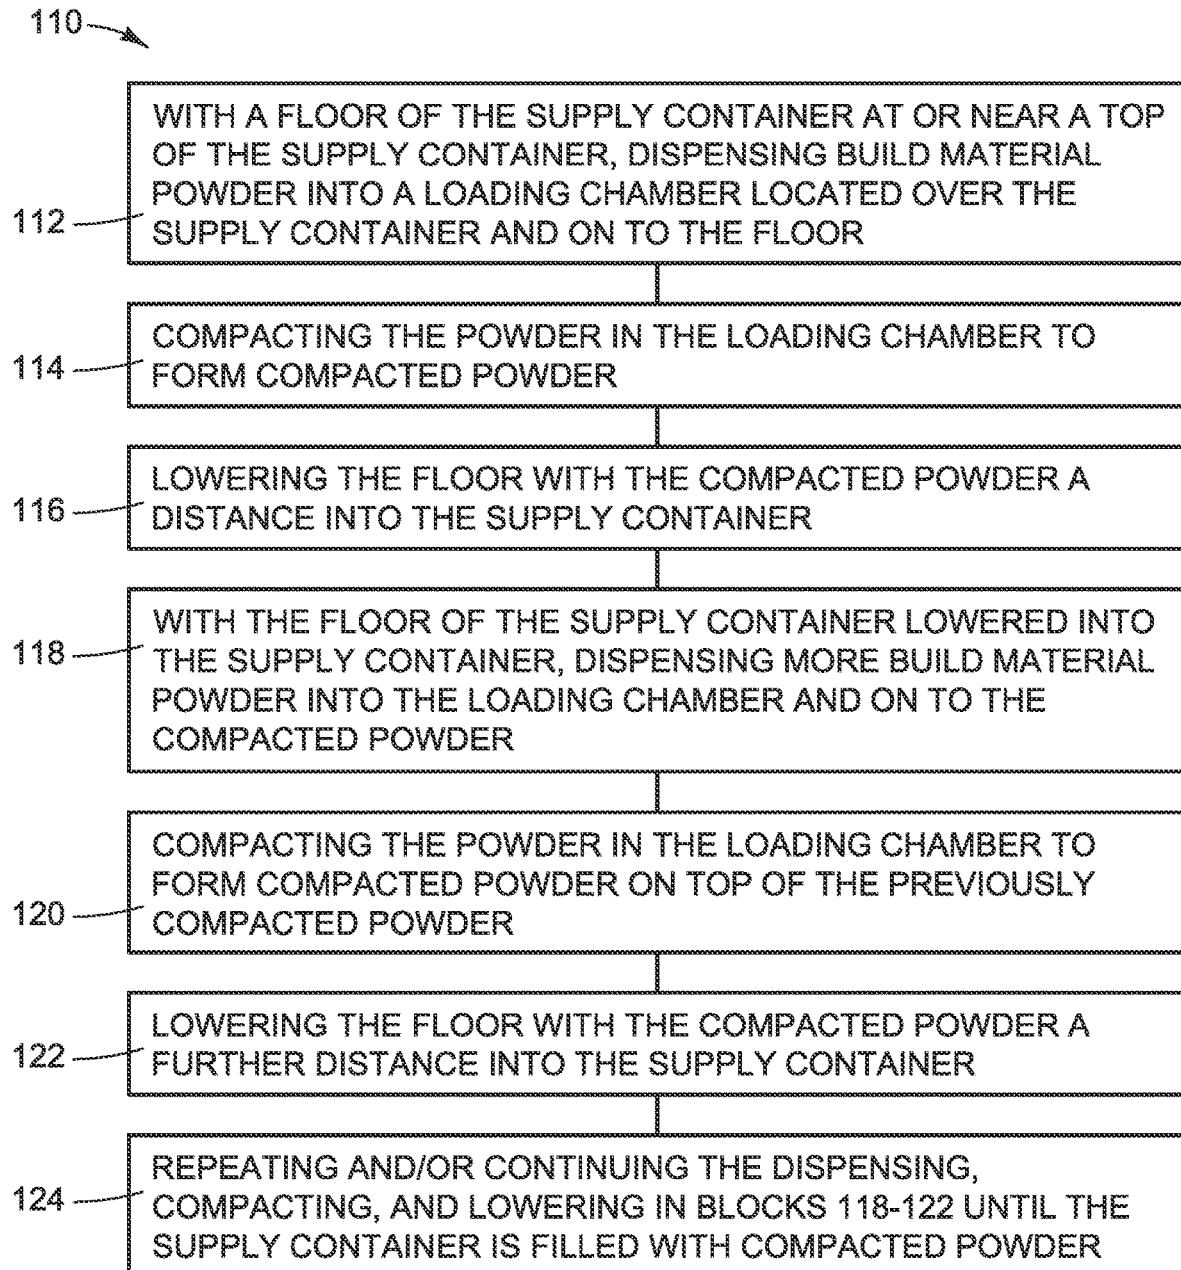 110
WITH A FLOOR OF THE SUPPLY CONTAINER AT OR NEAR A TOP
OF THE SUPPLY CONTAINER, DISPENSING BUILD MATERIAL
POWDER INTO A LOADING CHAMBER LOCATED OVER THE
SUPPLY CONTAINER AND ON TO THE FLOOR
112
COMPACTING THE POWDER IN THE LOADING CHAMBER TO
FORM COMPACTED POWDER
114
LOWERING THE FLOOR WITH THE COMPACTED POWDER A
DISTANCE INTO THE SUPPLY CONTAINER
116
WITH THE FLOOR OF THE SUPPLY CONTAINER LOWERED INTO
THE SUPPLY CONTAINER, DISPENSING MORE BUILD MATERIAL
POWDER INTO THE LOADING CHAMBER AND ON TO THE
COMPACTED POWDER
118
COMPACTING THE POWDER IN THE LOADING CHAMBER TO
FORM COMPACTED POWDER ON TOP OF THE PREVIOUSLY
COMPACTED POWDER
120
LOWERING THE FLOOR WITH THE COMPACTED POWDER A
FURTHER DISTANCE INTO THE SUPPLY CONTAINER
122
REPEATING AND/OR CONTINUING THE DISPENSING,
COMPACTING, AND LOWERING IN BLOCKS 118-122 UNTIL THE
SUPPLY CONTAINER IS FILLED WITH COMPACTED POWDER
124